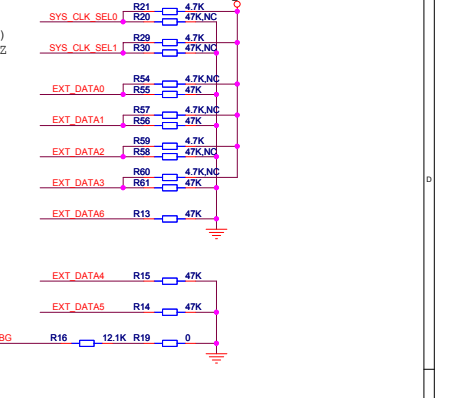 R21 4.7K
SYS_CLK_SEL0 R20 47K,NC
)
R29 4.7K
Z SYS_CLK_SEL1 R30 47K,NC
R54 4.7K,NC
EXT_DATA0 R55 47K
R57 4.7K,NC
EXT_DATA1 R56 47K
R59 4.7K
EXT_DATA2 R58 47K,NC
R60 4.7K,NC
D
EXT_DATA3 R61 47K
EXT_DATA6 R13 47K
EXT_DATA4 R15 47K
EXT_DATA5 R14 47K
BG R16 12.1K R19 0